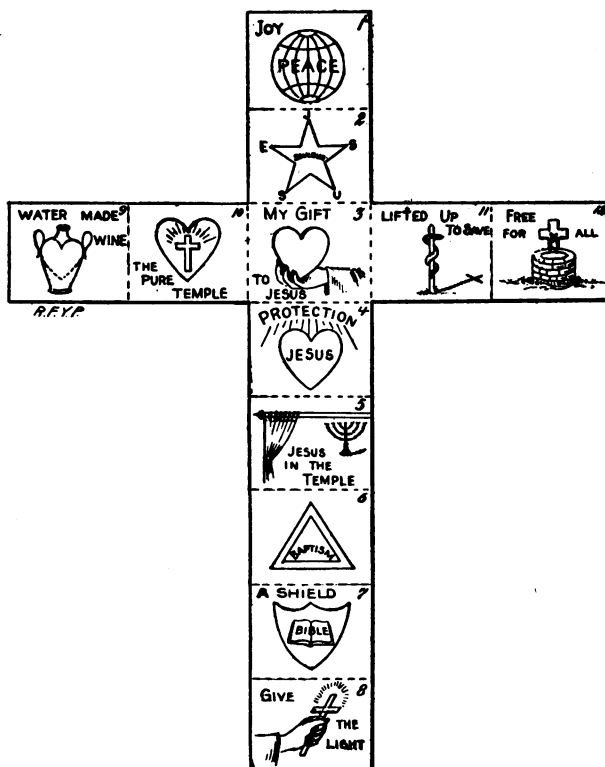 JOY 1
PEACE
2
J
E S
S U
WATER MADE 9
WINE
10
THE
PURE
TEMPLE
MY GIFT 3
TO
JESUS
LIFTED UP 11
TO SAVE
FREE 12
FOR ALL
R.F.Y.P.
PROTECTION
4
JESUS
5
JESUS
IN THE
TEMPLE
6
BAPTISM
A SHIELD 7
BIBLE
8
GIVE
THE
LIGHT